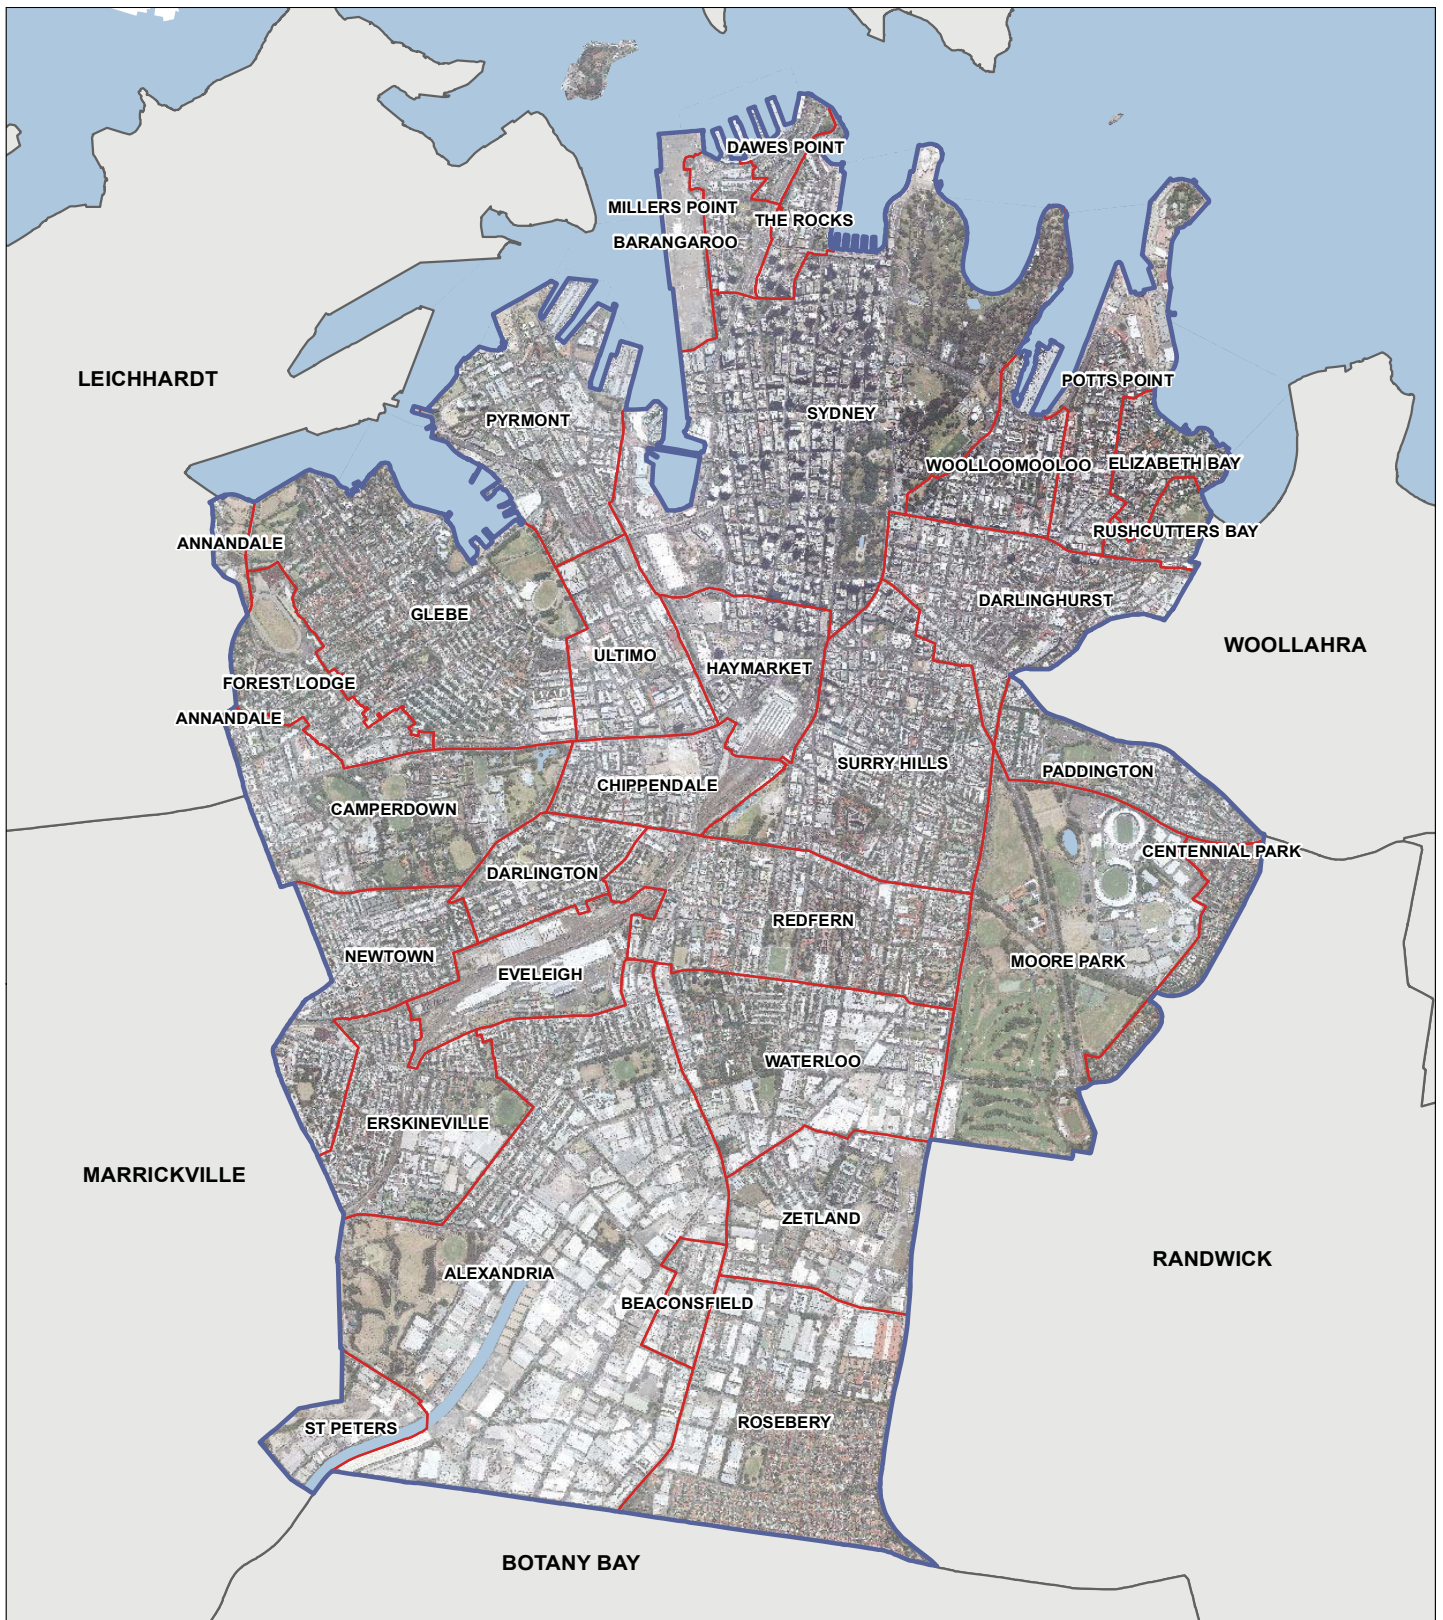 DAWES POINT
MILLERS POINT
THE ROCKS
BARANGAROO
LEICHHARDT
POTTS POINT
SYDNEY
PYRMONT
WOOLLOOMOOLOO
ELIZABETH BAY
RUSHCUTTERS BAY
ANNANDALE
DARLINGHURST
GLEBE
WOOLLAHRA
ULTIMO
HAYMARKET
FOREST LODGE
ANNANDALE
SURRY HILLS
PADDINGTON
CHIPPENDALE
CAMPERDOWN
CENTENNIAL PARK
DARLINGTON
REDFERN
NEWTOWN
MOORE PARK
EVELEIGH
WATERLOO
ERSKINEVILLE
MARRICKVILLE
ZETLAND
RANDWICK
ALEXANDRIA
BEACONSFIELD
ROSEBERY
ST PETERS
BOTANY BAY